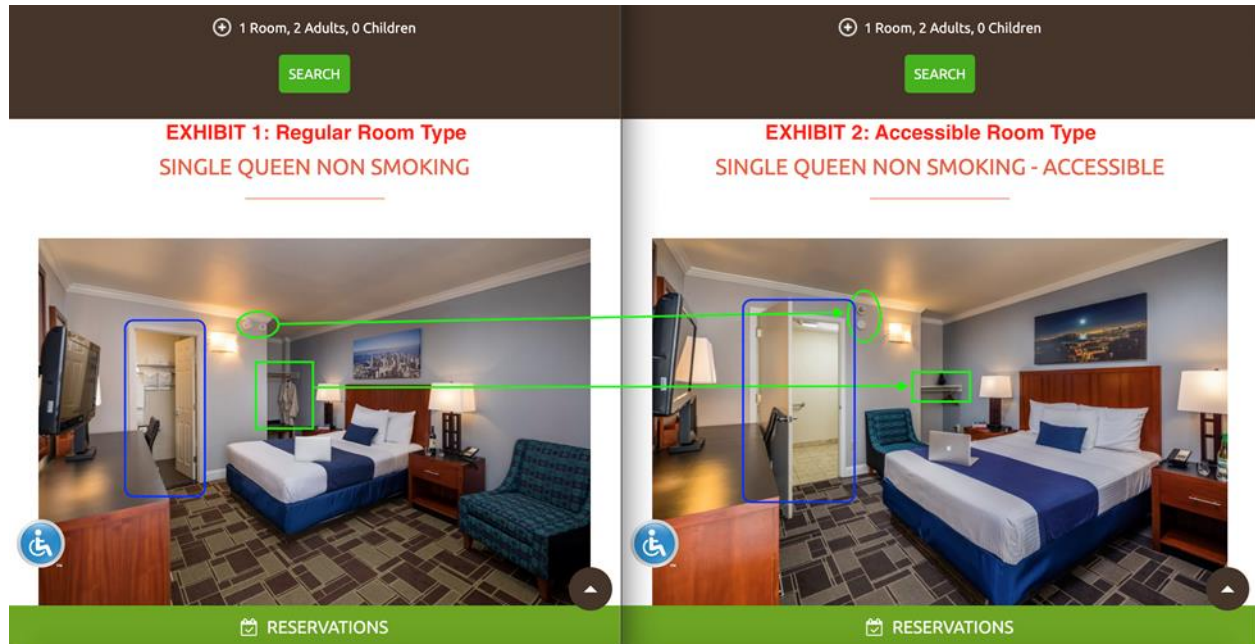 1 Room, 2 Adults, 0 Children
SEARCH
EXHIBIT 1: Regular Room Type
SINGLE QUEEN NON SMOKING
RESERVATIONS
1 Room, 2 Adults, 0 Children
SEARCH
EXHIBIT 2: Accessible Room Type
SINGLE QUEEN NON SMOKING - ACCESSIBLE
RESERVATIONS